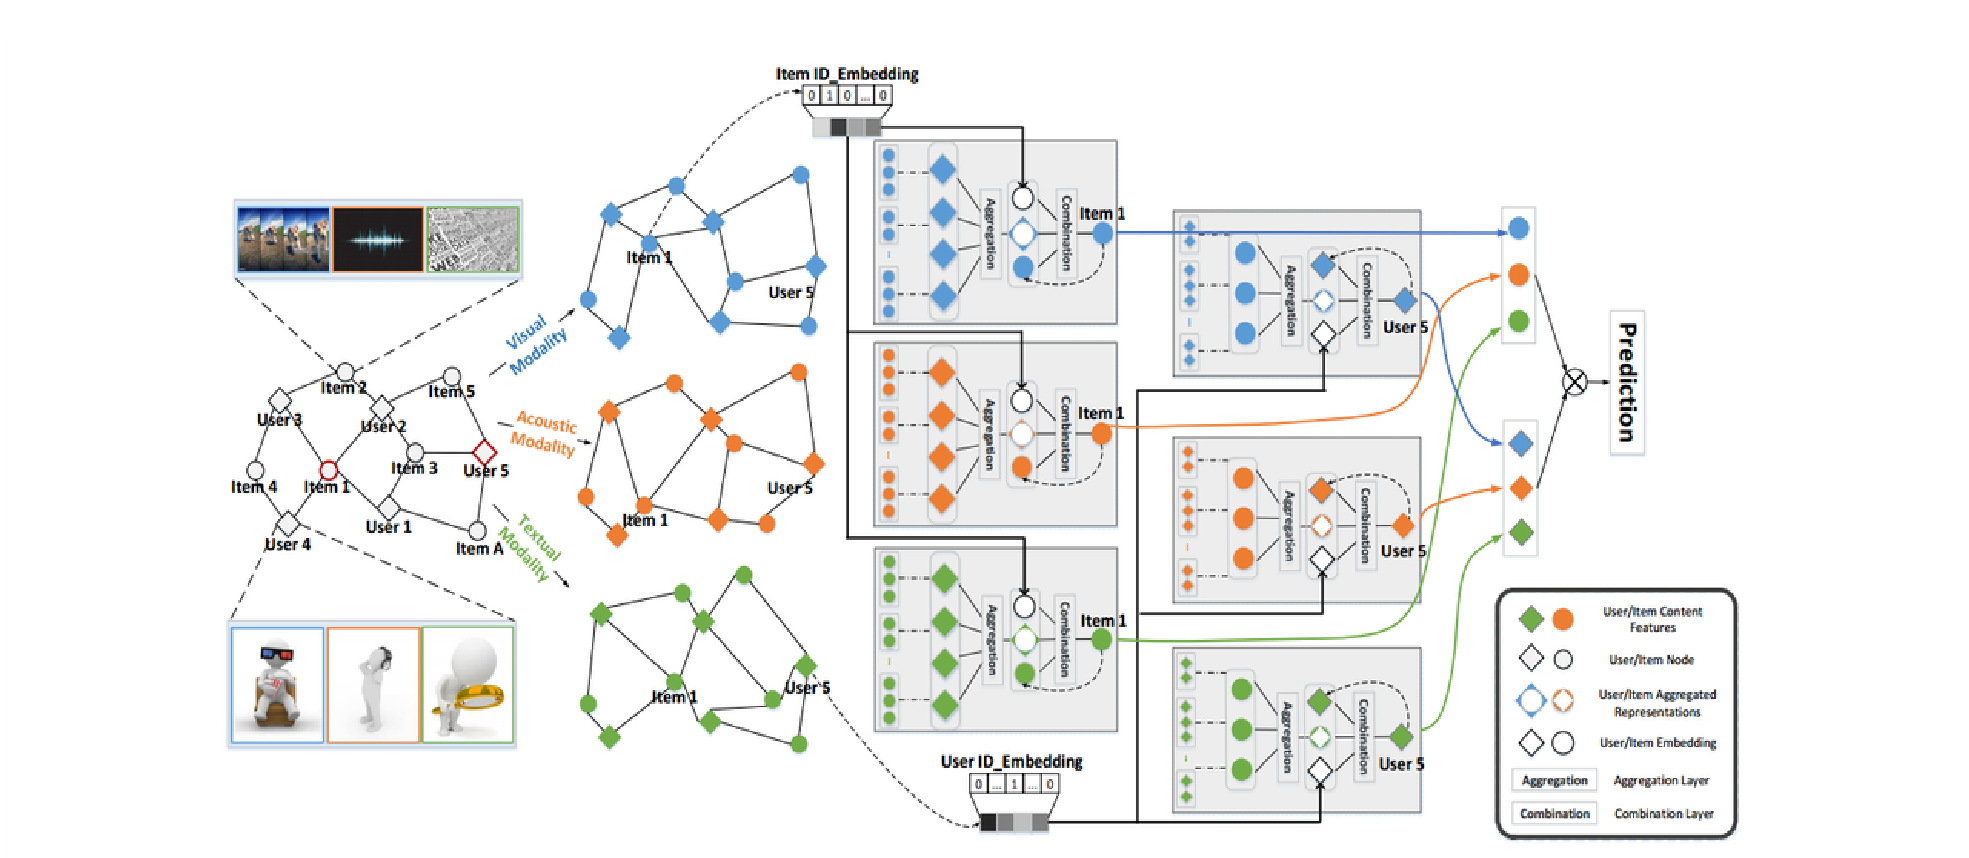 Item ID_Embedding
0 1 0 ... 0
Item 2
Item 5
User 3
User 2
Item 3
User 5
Item 4
Item 1
User 1
User 4
Item A
Visual
Modality
Acoustic
Modality
Textual
Modality
Item 1
User 5
Item 1
User 5
Item 1
User 5
Aggregation
Combination
Item 1
Aggregation
Combination
Item 1
Aggregation
Combination
Item 1
Aggregation
Combination
User 5
Aggregation
Combination
User 5
Aggregation
Combination
User 5
User ID_Embedding
0 ... 1 ... 0
Prediction
User/Item Content
Features
User/Item Node
User/Item Aggregated
Representations
User/Item Embedding
Aggregation Aggregation Layer
Combination Combination Layer